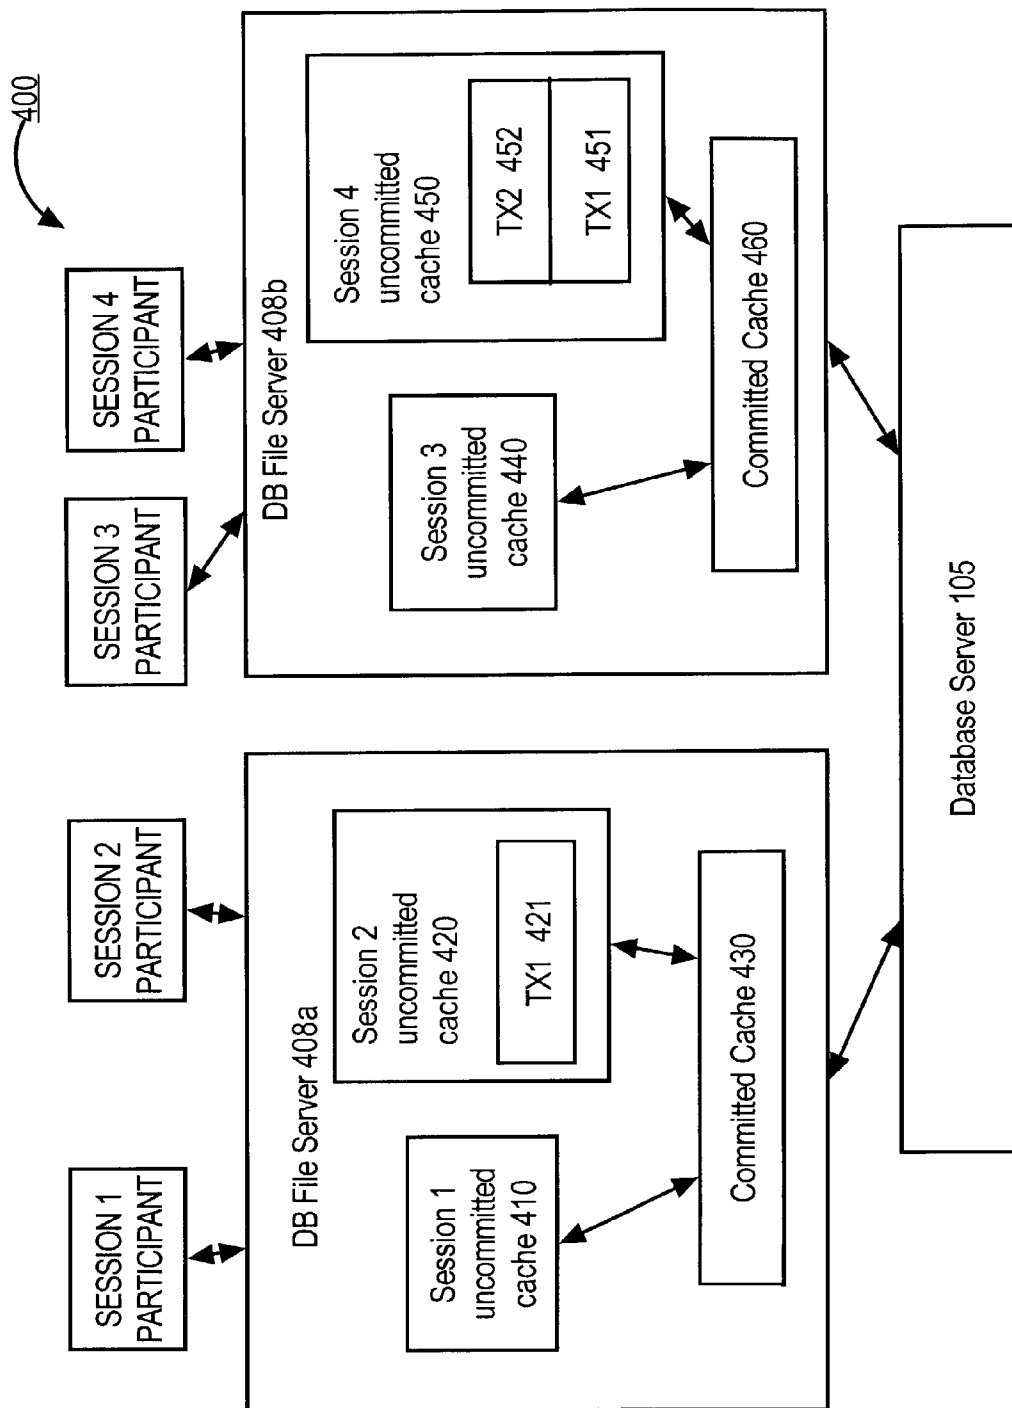 400
SESSION 1
PARTICIPANT
SESSION 2
PARTICIPANT
SESSION 3
PARTICIPANT
SESSION 4
PARTICIPANT
DB File Server 408a
Session 1
uncommitted
cache 410
Session 2
uncommitted
cache 420
TX1 421
Committed Cache 430
DB File Server 408b
Session 3
uncommitted
cache 440
Session 4
uncommitted
cache 450
TX2 452
TX1 451
Committed Cache 460
Database Server 105